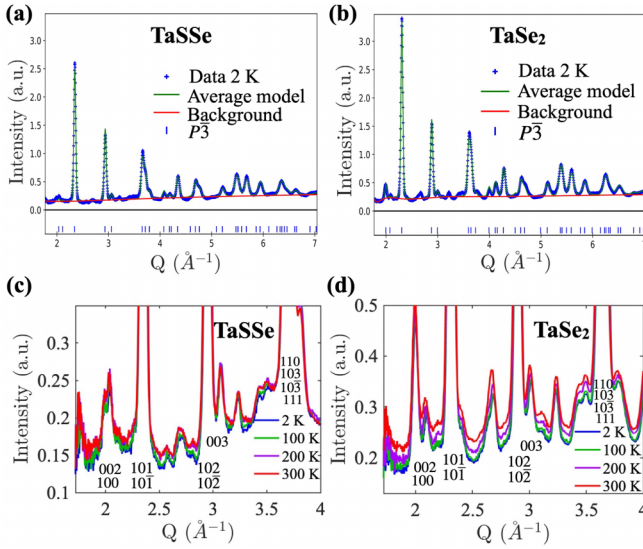 (a)
TaSSe
Data 2 K
Average model
Background
P3̄
Intensity (a.u.)
3.0
2.5
2.0
1.5
1.0
0.5
0.0
2 3 4 5 6 7
Q (Å⁻¹)
(b)
TaSe₂
Data 2 K
Average model
Background
P3̄
Intensity (a.u.)
3.0
2.5
2.0
1.5
1.0
0.5
0.0
2 3 4 5 6
Q (Å⁻¹)
(c)
TaSSe
Intensity (a.u.)
0.3
0.25
0.2
0.15
0.1
002
100
101
101̄
102
102̄
003
110
103
103̄
111
2 K
100 K
200 K
300 K
2 2.5 3 3.5 4
Q (Å⁻¹)
(d)
TaSe₂
Intensity (a.u.)
0.5
0.4
0.3
0.2
002
100
101
101̄
003
102
102̄
110
103
103̄
111
2 K
100 K
200 K
300 K
2 2.5 3 3.5 4
Q (Å⁻¹)